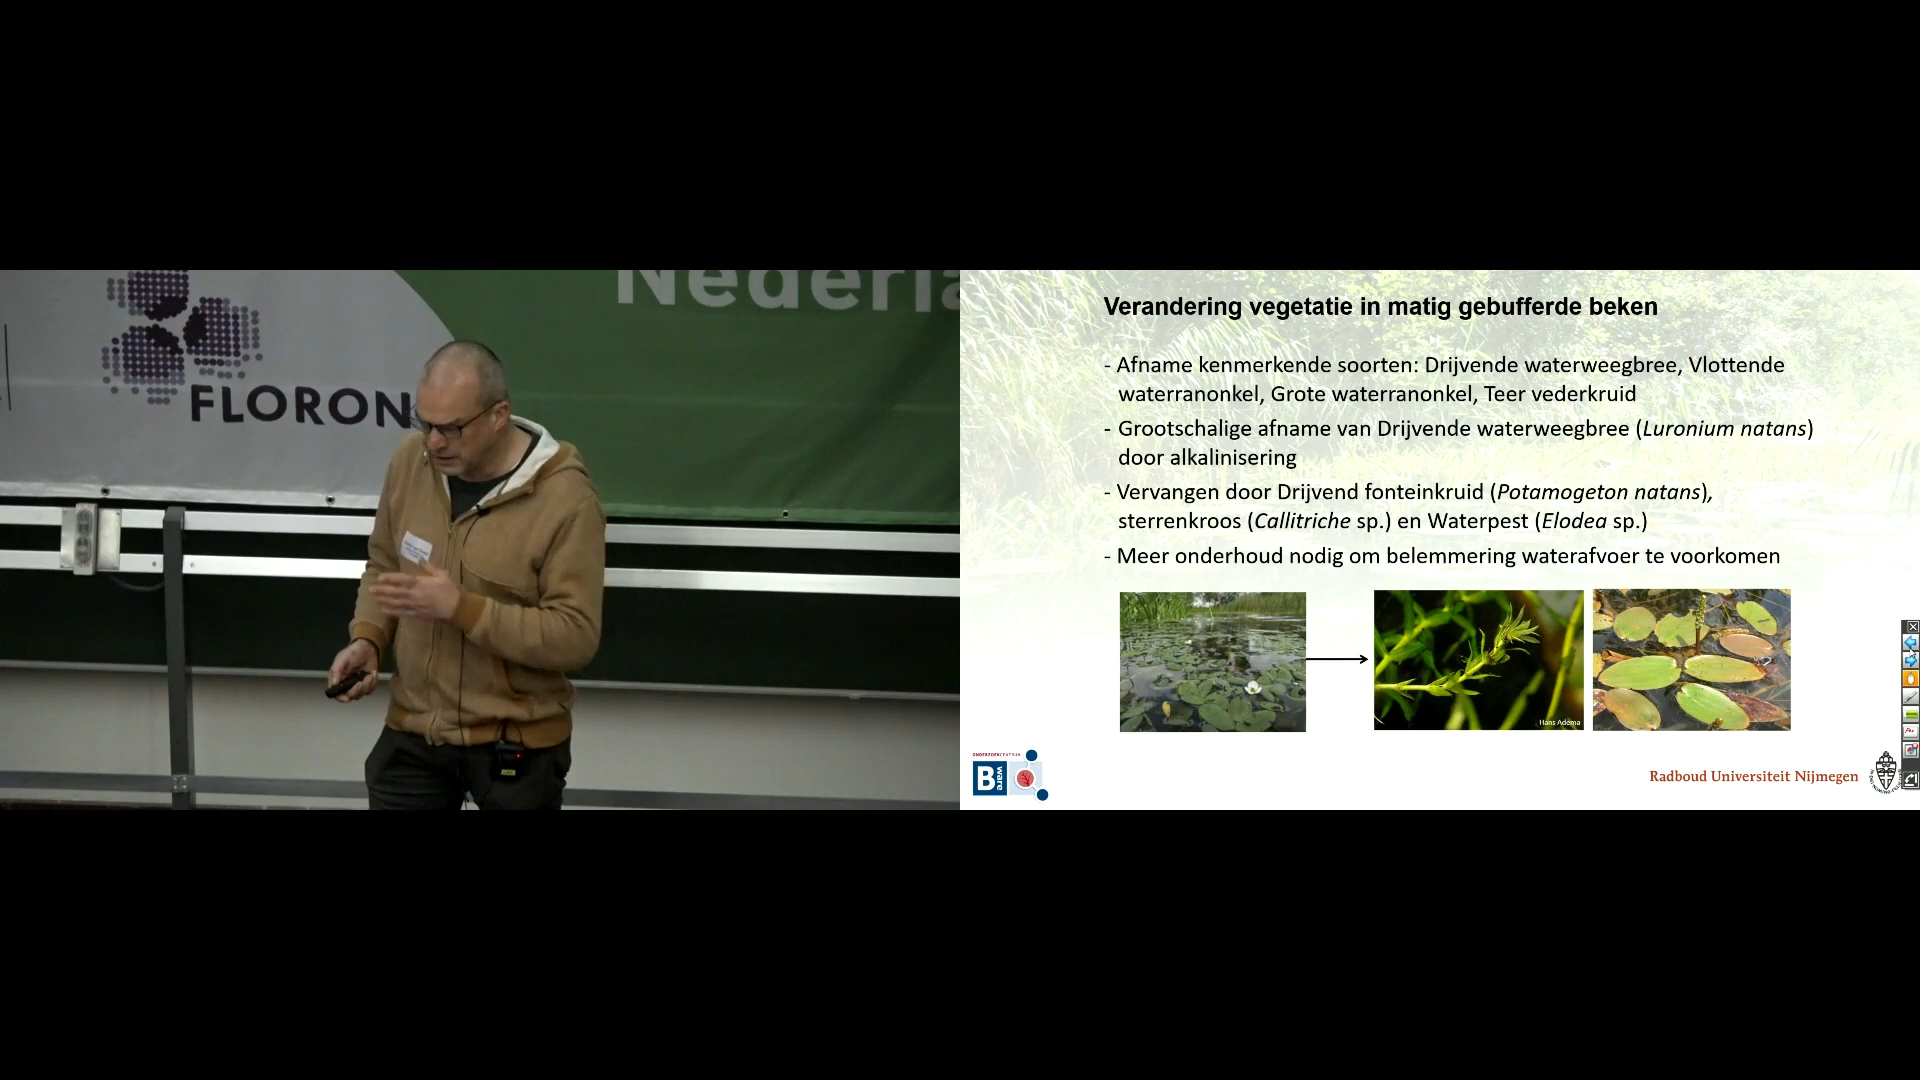 Nederla
FLORON
Verandering vegetatie in matig gebufferde beken
- Afname kenmerkende soorten: Drijvende waterweegbree, Vlottende
waterranonkel, Grote waterranonkel, Teer vederkruid
- Grootschalige afname van Drijvende waterweegbree (Luronium natans)
door alkalinisering
- Vervangen door Drijvend fonteinkruid (Potamogeton natans),
sterrenkroos (Callitriche sp.) en Waterpest (Elodea sp.)
- Meer onderhoud nodig om belemmering waterafvoer te voorkomen
Hans Adema
ONDERZOEKCENTRUM
B ware
Radboud Universiteit Nijmegen